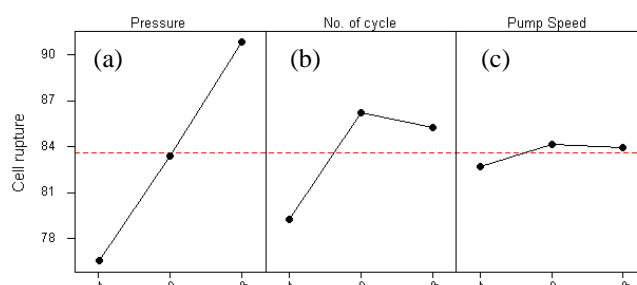 Pressure No. of cycle Pump Speed
(a) (b) (c)
90
87
84
81
78
Cell rupture